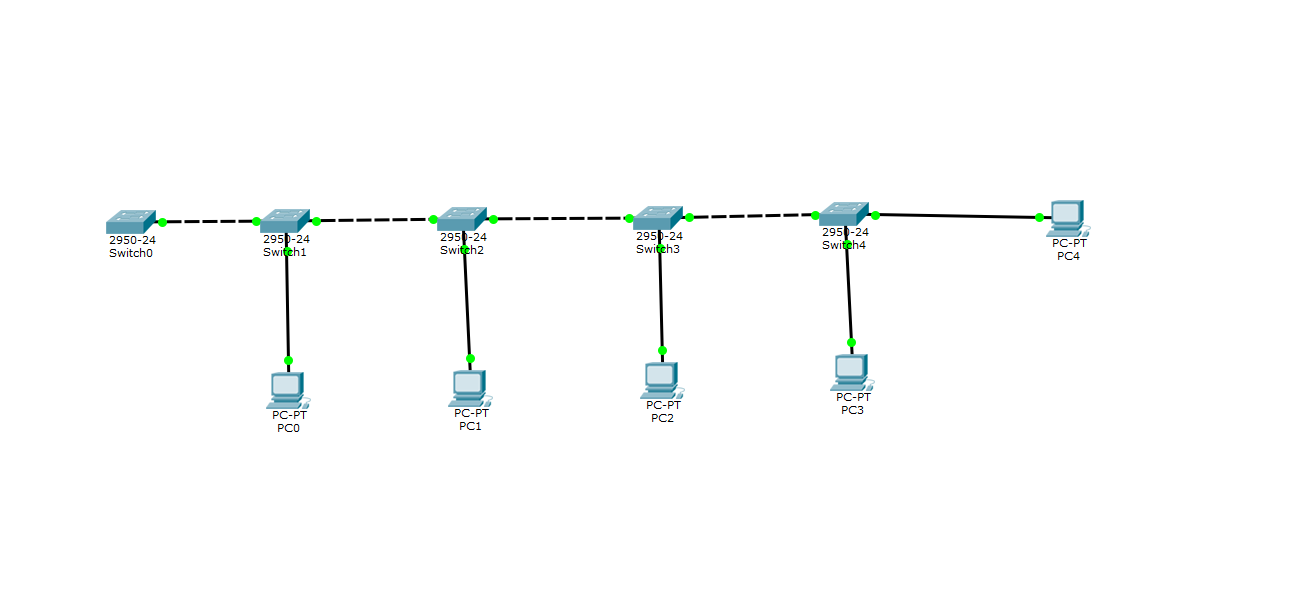 2950-24
Switch0
2950-24
Switch1
2950-24
Switch2
2950-24
Switch3
2950-24
Switch4
PC-PT
PC4
PC-PT
PC0
PC-PT
PC1
PC-PT
PC2
PC-PT
PC3